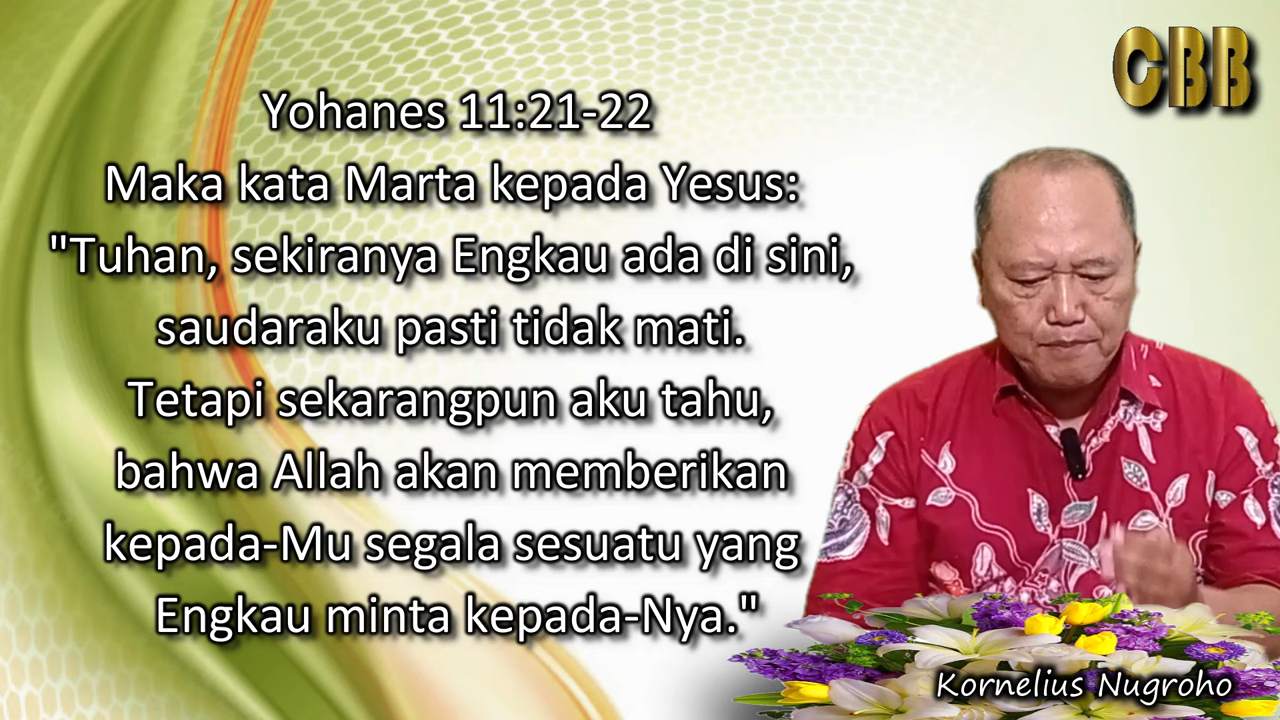 CBB
Yohanes 11:21-22
Maka kata Marta kepada Yesus:
"Tuhan, sekiranya Engkau ada di sini,
saudaraku pasti tidak mati.
Tetapi sekarangpun aku tahu,
bahwa Allah akan memberikan
kepada-Mu segala sesuatu yang
Engkau minta kepada-Nya."
Kornelius Nugroho